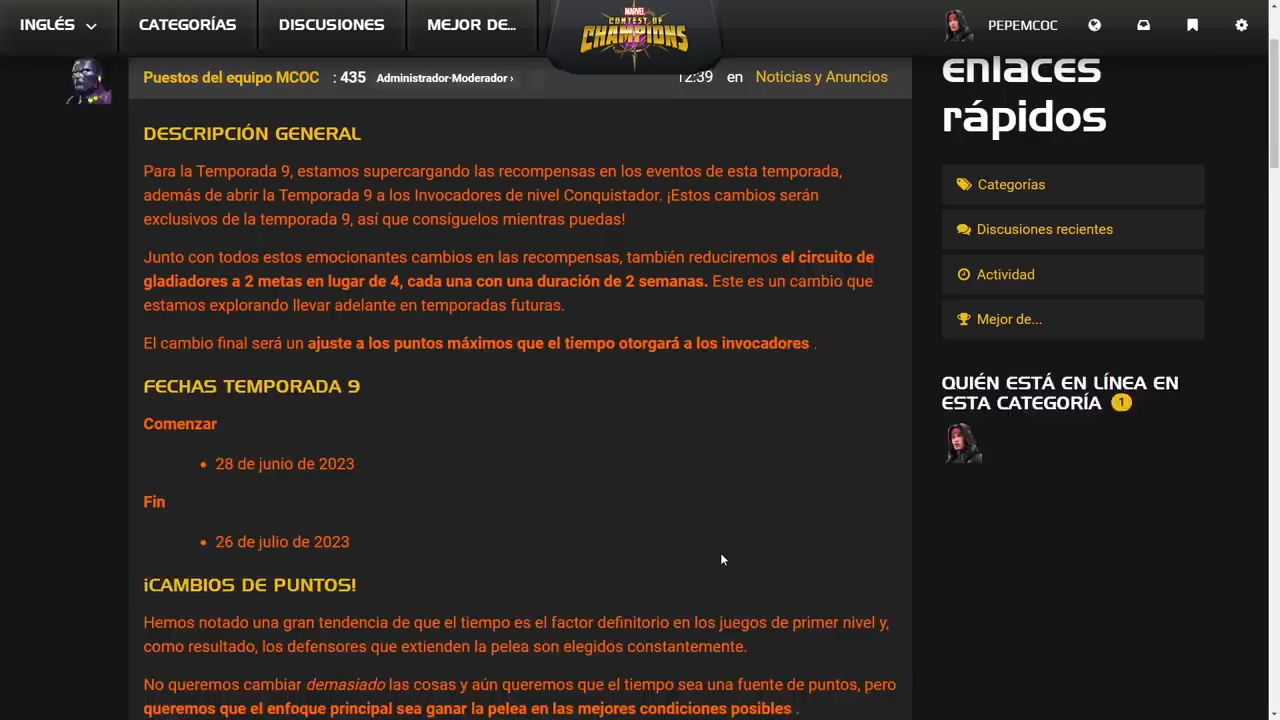 INGLÉS CATEGORÍAS DISCUSIONES MEJOR DE... MARVEL CONTEST OF CHAMPIONS PEPEMCOC
Puestos del equipo MCOC : 435 Administrador-Moderador › 12:39 en Noticias y Anuncios
DESCRIPCIÓN GENERAL
Para la Temporada 9, estamos supercargando las recompensas en los eventos de esta temporada,
además de abrir la Temporada 9 a los Invocadores de nivel Conquistador. ¡Estos cambios serán
exclusivos de la temporada 9, así que consíguelos mientras puedas!
Junto con todos estos emocionantes cambios en las recompensas, también reduciremos el circuito de
gladiadores a 2 metas en lugar de 4, cada una con una duración de 2 semanas. Este es un cambio que
estamos explorando llevar adelante en temporadas futuras.
El cambio final será un ajuste a los puntos máximos que el tiempo otorgará a los invocadores .
FECHAS TEMPORADA 9
Comenzar
• 28 de junio de 2023
Fin
• 26 de julio de 2023
¡CAMBIOS DE PUNTOS!
Hemos notado una gran tendencia de que el tiempo es el factor definitorio en los juegos de primer nivel y,
como resultado, los defensores que extienden la pelea son elegidos constantemente.
No queremos cambiar demasiado las cosas y aún queremos que el tiempo sea una fuente de puntos, pero
queremos que el enfoque principal sea ganar la pelea en las mejores condiciones posibles .
enlaces
rápidos
Categorías
Discusiones recientes
Actividad
Mejor de...
QUIÉN ESTÁ EN LÍNEA EN
ESTA CATEGORÍA 1